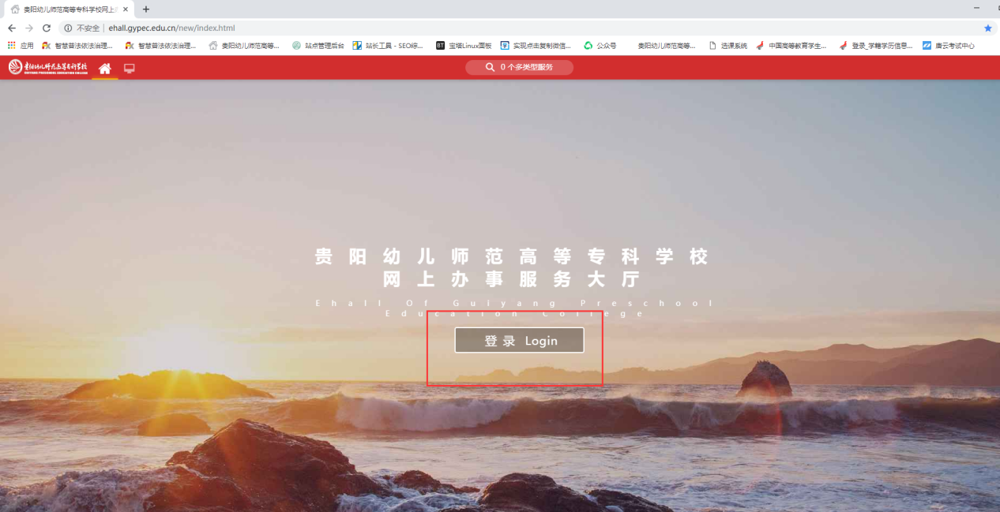 贵阳幼儿师范高等专科学校网上
不安全 | ehall.gypec.edu.cn/new/index.html
应用 智慧普法依法治理... 智慧普法依法治理... 贵阳幼儿师范高等... 站点管理后台 站长工具 - SEO综... BT 宝塔Linux面板 实现点击复制微信... 公众号 贵阳幼儿师范高等... 选课系统 中国高等教育学生... 登录_学籍学历信息... 唐云考试中心
贵阳幼儿师范高等专科学校
GUIYANG PRESCHOOL EDUCATION COLLEGE
0 个多类型服务
贵阳幼儿师范高等专科学校
网上办事服务大厅
Ehall Of Guiyang Preschool
Education College
登录 Login